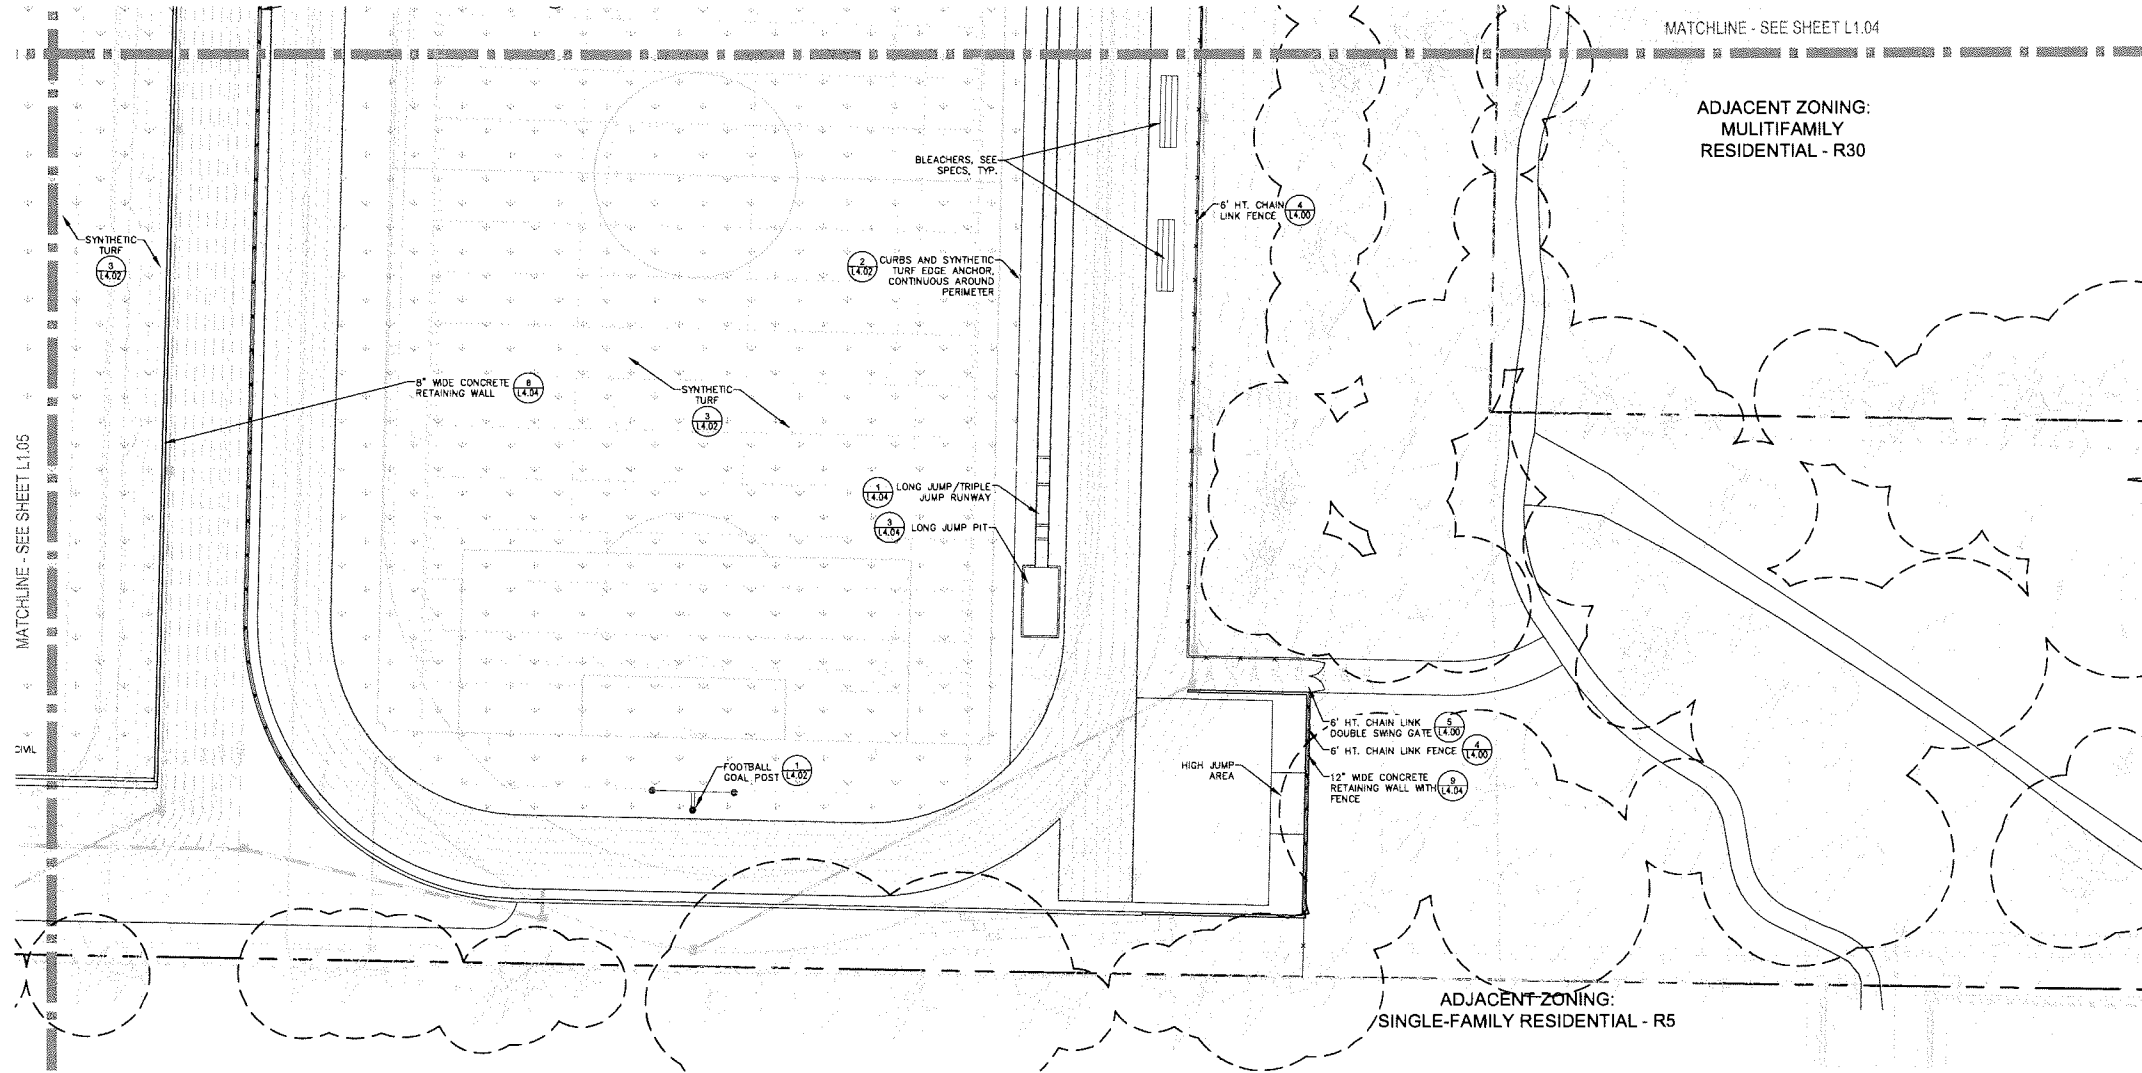 MATCHLINE - SEE SHEET L1.04
ADJACENT ZONING:
MULITIFAMILY
RESIDENTIAL - R30
BLEACHERS, SEE
SPECS, TYP.
6' HT. CHAIN
LINK FENCE
4
L4.00
SYNTHETIC
TURF
3
L4.02
2
L4.02
CURBS AND SYNTHETIC
TURF EDGE ANCHOR,
CONTINUOUS AROUND
PERIMETER
8" WIDE CONCRETE
RETAINING WALL
8
L4.04
SYNTHETIC
TURF
3
L4.02
MATCHLINE - SEE SHEET L1.05
1
L4.04
LONG JUMP/TRIPLE
JUMP RUNWAY
3
L4.04
LONG JUMP PIT
CIVIL
FOOTBALL
GOAL POST
1
L4.02
6' HT. CHAIN LINK
DOUBLE SWING GATE
5
L4.00
6' HT. CHAIN LINK FENCE
4
L4.00
HIGH JUMP
AREA
12" WIDE CONCRETE
RETAINING WALL WITH
FENCE
9
L4.04
ADJACENT ZONING:
SINGLE-FAMILY RESIDENTIAL - R5